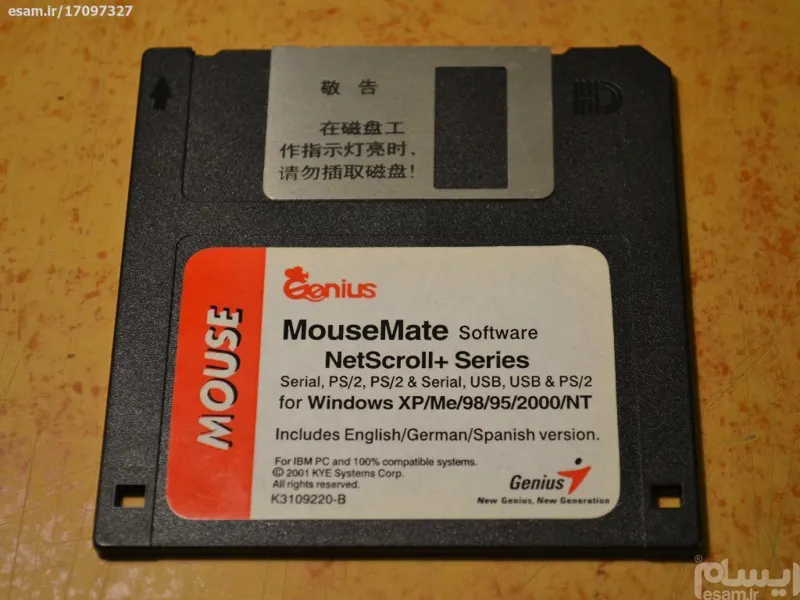 esam.ir/17097327
敬 告
在磁盘工
作指示灯亮时,
请勿插取磁盘!
HD
MOUSE
Genius
MouseMate Software
NetScroll+ Series
Serial, PS/2, PS/2 & Serial, USB, USB & PS/2
for Windows XP/Me/98/95/2000/NT
Includes English/German/Spanish version.
For IBM PC and 100% compatible systems.
© 2001 KYE Systems Corp.
All rights reserved.
K3109220-B
Genius
New Genius, New Generation
ایسام
esam.ir